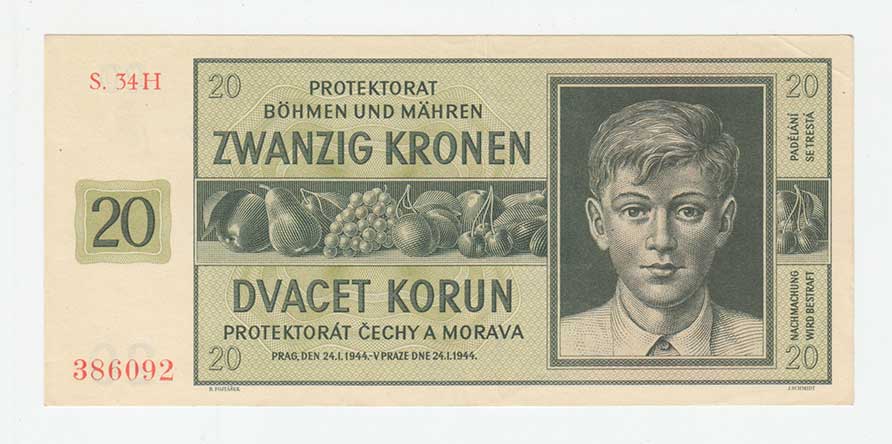 S. 34H
20
PROTEKTORAT
BÖHMEN UND MÄHREN
ZWANZIG KRONEN
20
PADĚLÁNÍ
SE TRESTÁ
20
DVACET KORUN
PROTEKTORÁT ČECHY A MORAVA
PRAG, DEN 24.I.1944.-V PRAZE DNE 24.I.1944.
20
NACHMACHUNG
WIRD BESTRAFT
20
386092
J.SCHMIDT